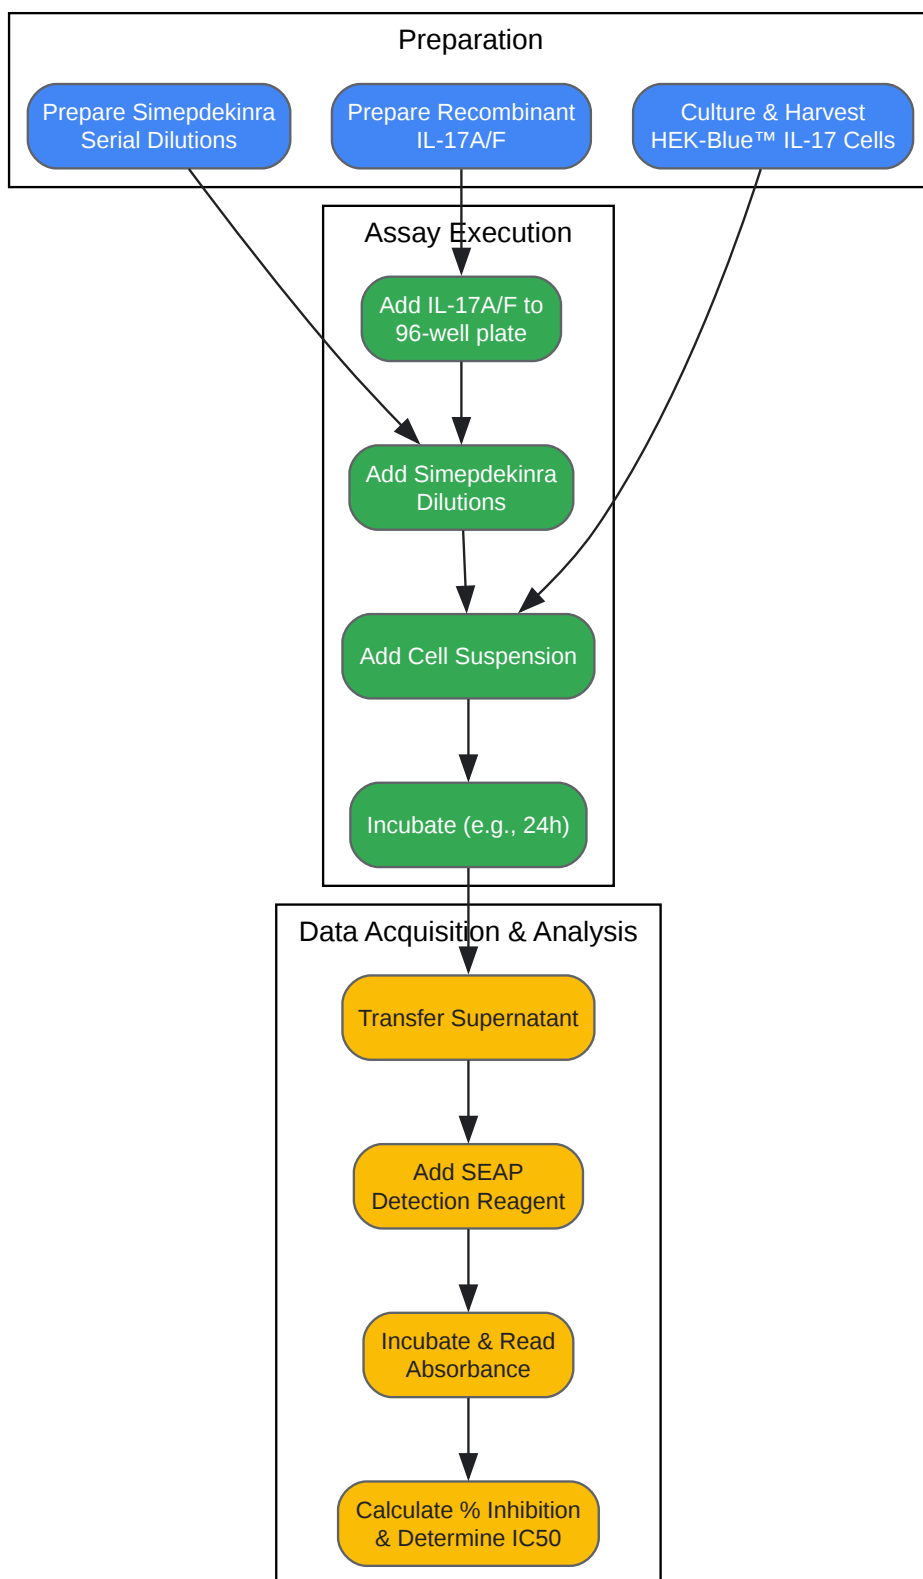 Preparation
Prepare Simepdekinra
Serial Dilutions
Prepare Recombinant
IL-17A/F
Culture & Harvest
HEK-Blue™ IL-17 Cells
Assay Execution
Add IL-17A/F to
96-well plate
Add Simepdekinra
Dilutions
Add Cell Suspension
Incubate (e.g., 24h)
Data Acquisition & Analysis
Transfer Supernatant
Add SEAP
Detection Reagent
Incubate & Read
Absorbance
Calculate % Inhibition
& Determine IC50